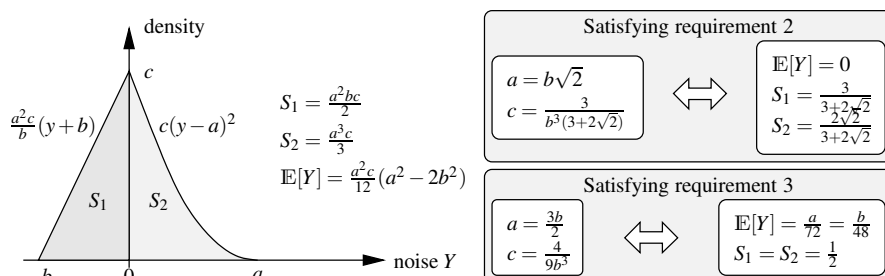 density
c
a²c/b (y+b)
c(y−a)²
S₁ = a²bc/2
S₂ = a³c/3
𝔼[Y] = a²c/12 (a² − 2b²)
S₁
S₂
0
a
noise Y
Satisfying requirement 2
a = b√2
c = 3/b³(3+2√2)
𝔼[Y] = 0
S₁ = 3/3+2√2
S₂ = 2√2/3+2√2
Satisfying requirement 3
a = 3b/2
c = 4/9b³
𝔼[Y] = a/72 = b/48
S₁ = S₂ = 1/2